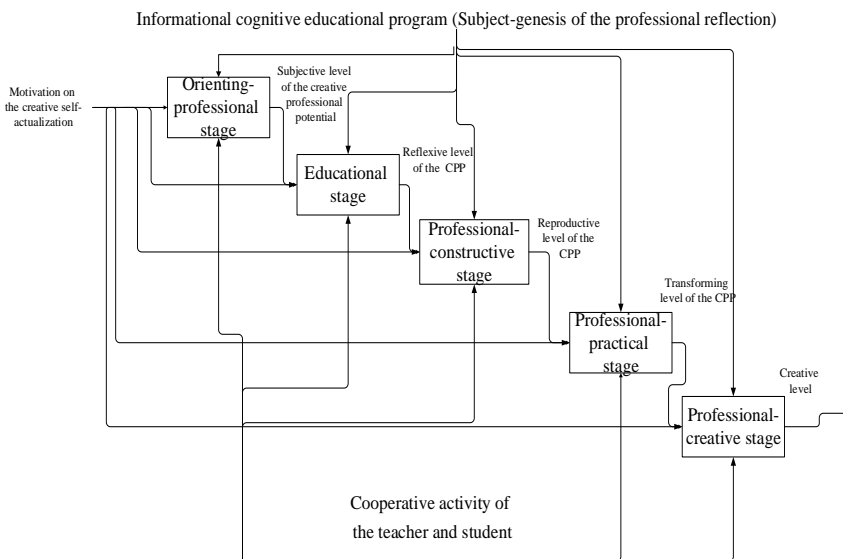 Informational cognitive educational program (Subject-genesis of the professional reflection)
Motivation on
the creative self-
actualization
Orienting-
professional
stage
Subjective level
of the creative
professional
potential
Educational
stage
Reflexive level
of the CPP
Professional-
constructive
stage
Reproductive
level of the
CPP
Professional-
practical
stage
Transforming
level of the CPP
Professional-
creative stage
Creative
level
Cooperative activity of
the teacher and student